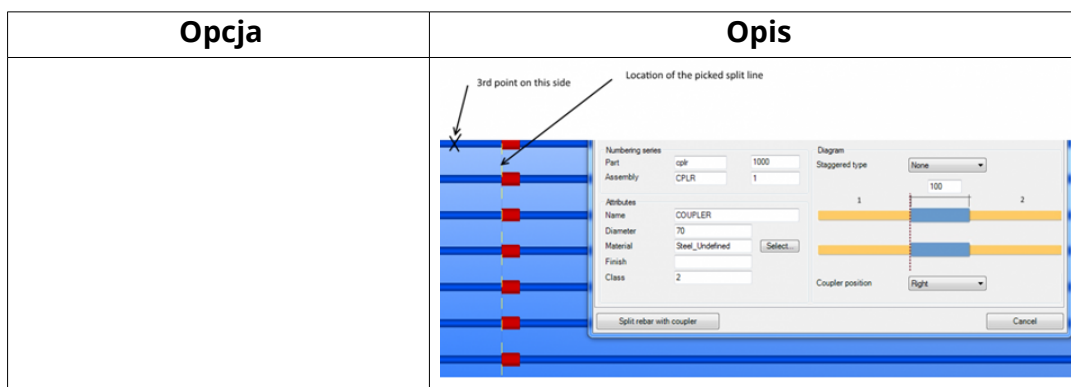 Opcja
Opis
3rd point on this side
Location of the picked split line
Numbering series
Part cplr 1000
Assembly CPLR 1
Attributes
Name COUPLER
Diameter 70
Material Steel_Undefined Select...
Finish
Class 2
Diagram
Staggered type None
100
1 2
Coupler position Right
Split rebar with coupler Cancel